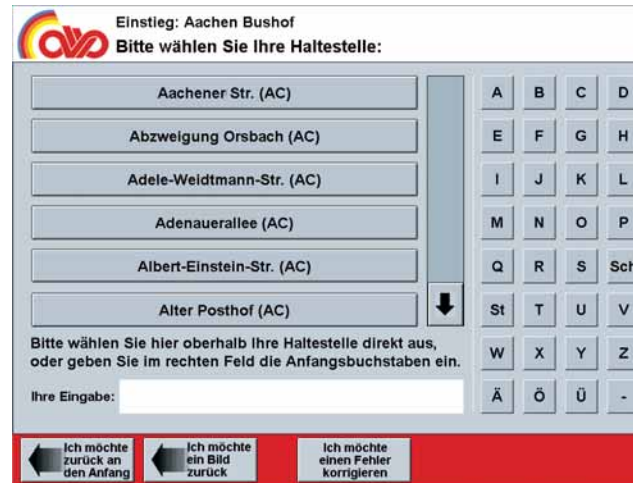 AVV
Einstieg: Aachen Bushof
Bitte wählen Sie Ihre Haltestelle:
Aachener Str. (AC)
Abzweigung Orsbach (AC)
Adele-Weidtmann-Str. (AC)
Adenauerallee (AC)
Albert-Einstein-Str. (AC)
Alter Posthof (AC)
A B C D
E F G H
I J K L
M N O P
Q R S Sch
St T U V
W X Y Z
Ä Ö Ü -
Bitte wählen Sie hier oberhalb Ihre Haltestelle direkt aus,
oder geben Sie im rechten Feld die Anfangsbuchstaben ein.
Ihre Eingabe:
Ich möchte
zurück an
den Anfang
Ich möchte
ein Bild
zurück
Ich möchte
einen Fehler
korrigieren